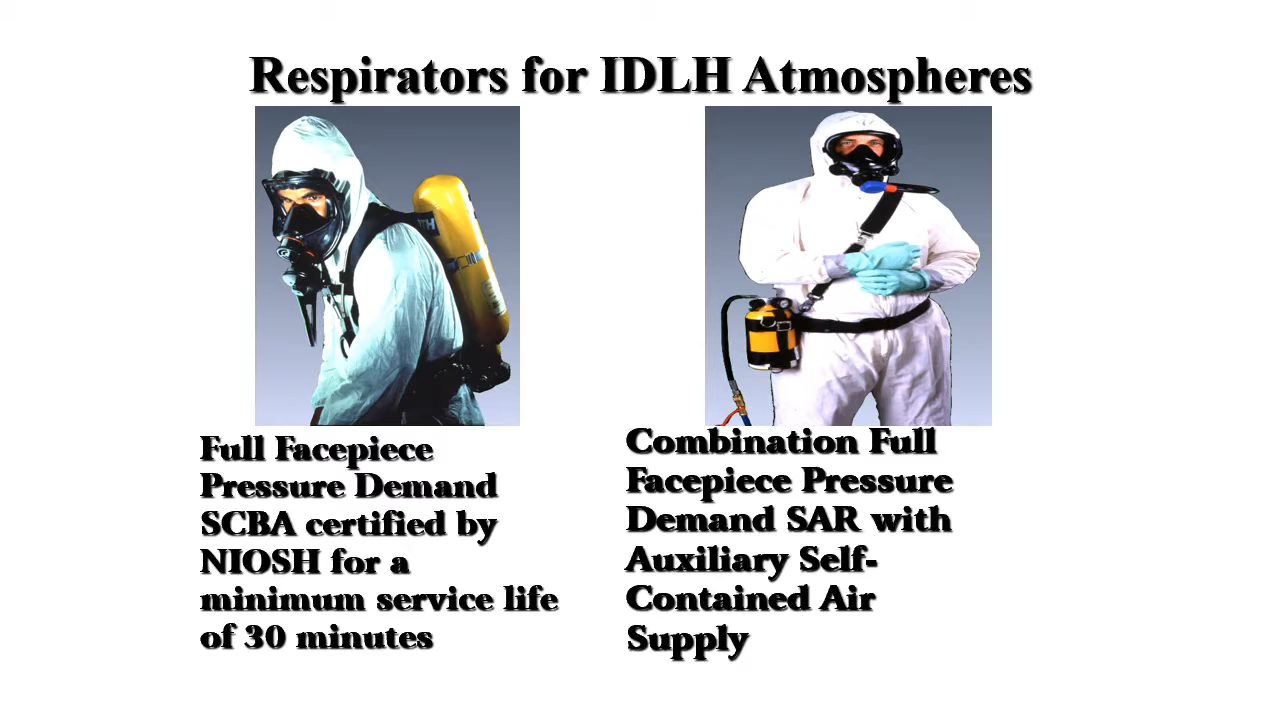 Respirators for IDLH Atmospheres
Full Facepiece
Pressure Demand
SCBA certified by
NIOSH for a
minimum service life
of 30 minutes
Combination Full
Facepiece Pressure
Demand SAR with
Auxiliary Self-
Contained Air
Supply